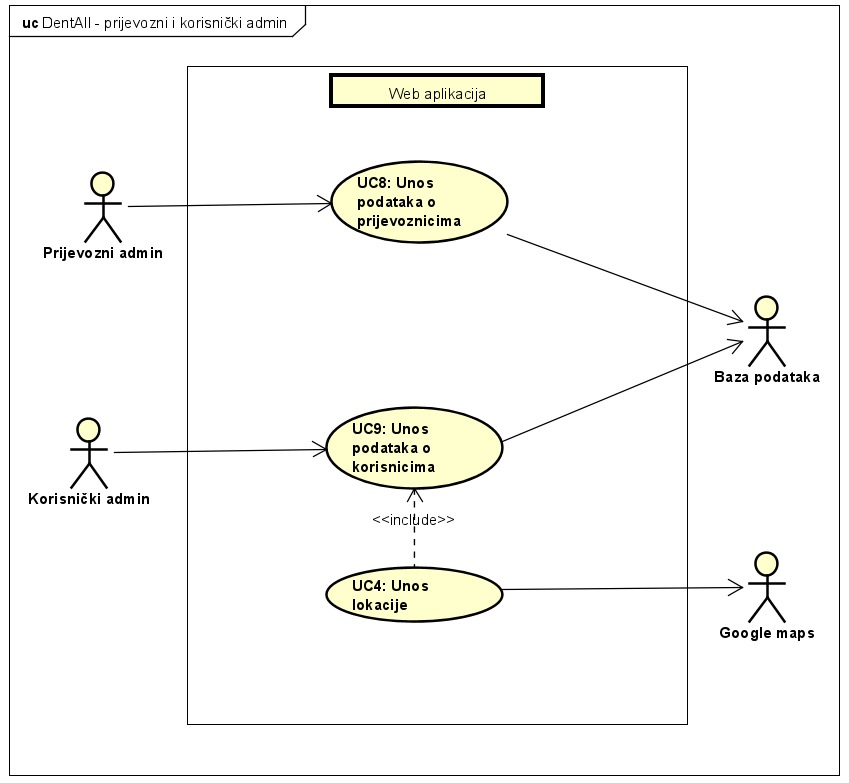 uc DentAll - prijevozni i korisnički admin
Web aplikacija
UC8: Unos
podataka o
prijevoznicima
Prijevozni admin
Baza podataka
UC9: Unos
podataka o
korisnicima
Korisnički admin
<<include>>
UC4: Unos
lokacije
Google maps